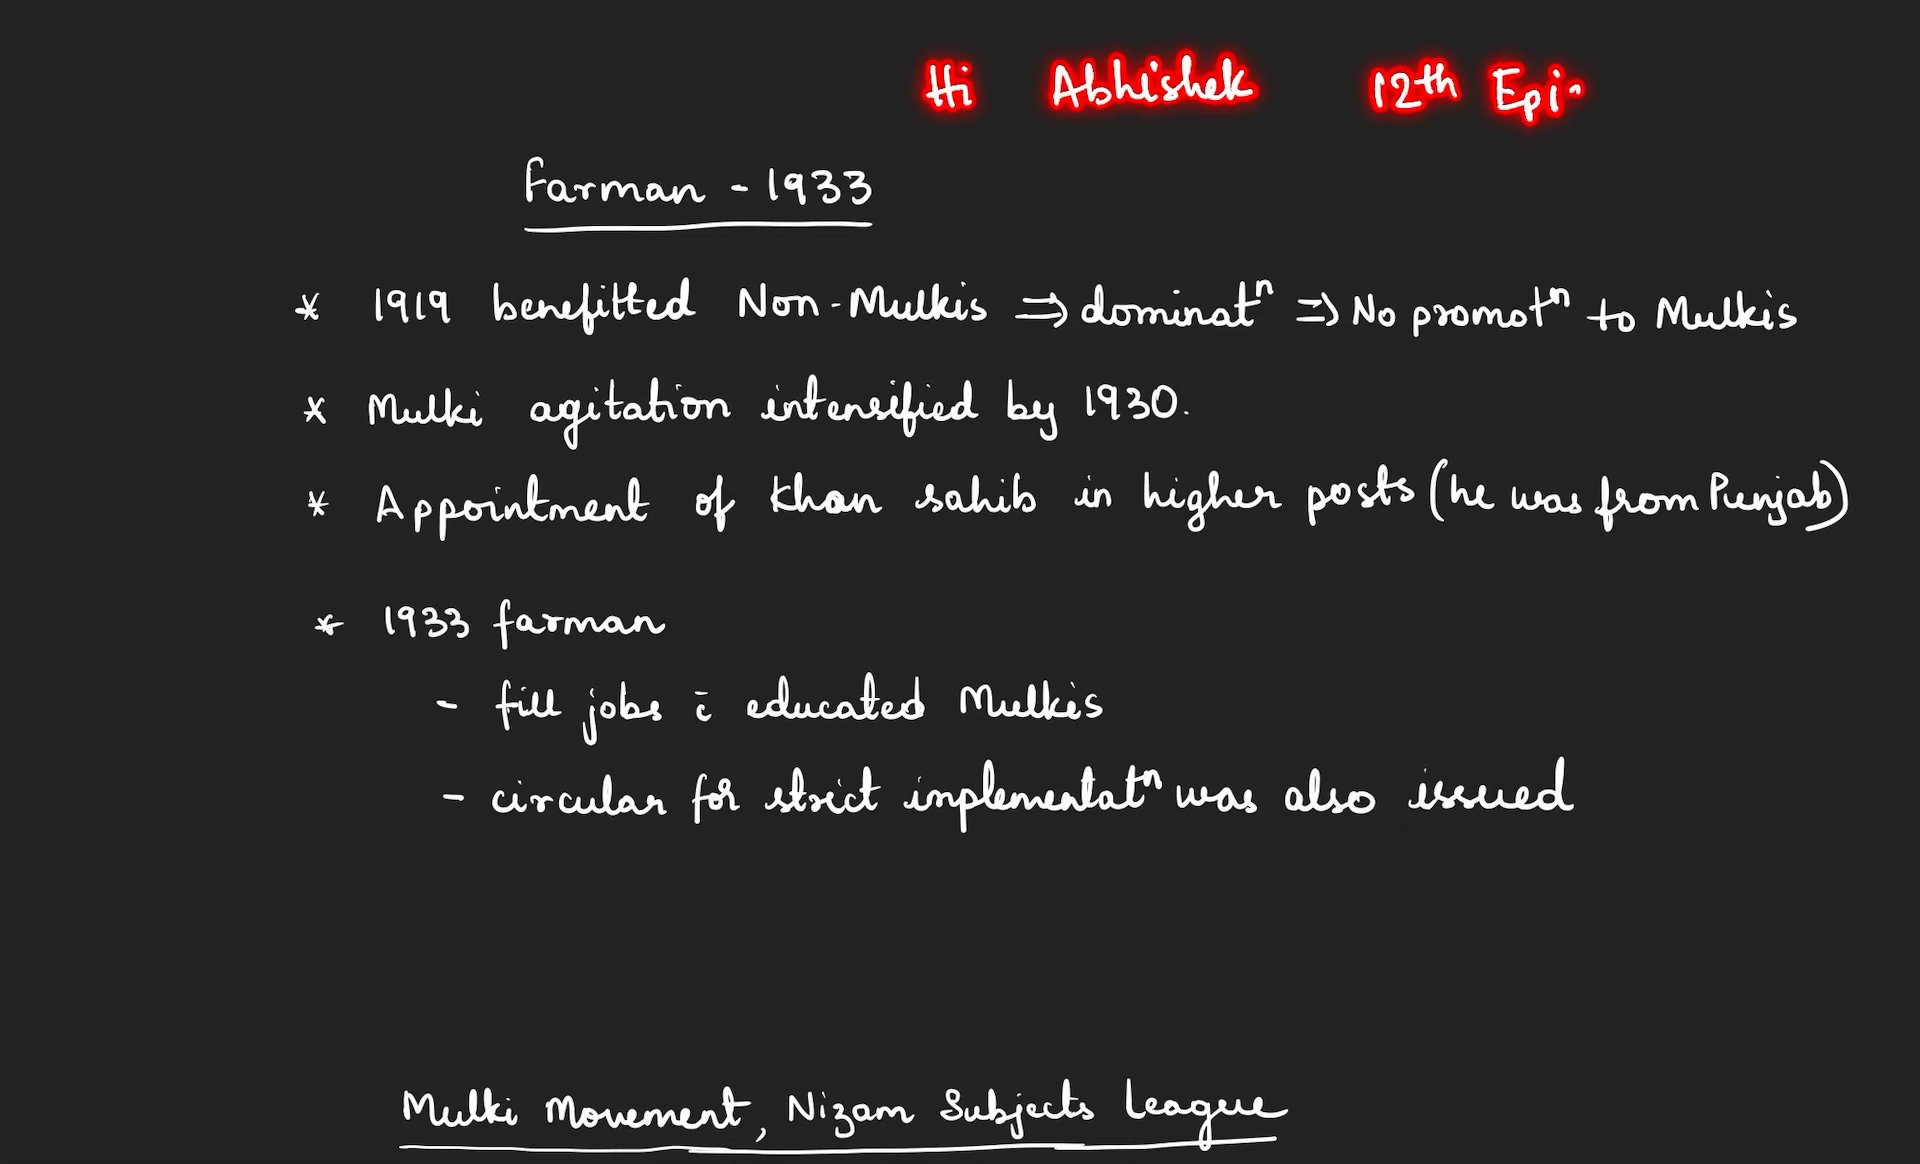 Hi Abhishek 12th Epi.
Farman - 1933
* 1919 benefitted Non-Mulkis ⇒ dominatⁿ ⇒ No promotⁿ to Mulkis
* Mulki agitation intensified by 1930.
* Appointment of Khan sahib in higher posts (he was from Punjab)
* 1933 farman
- fill jobs c̄ educated Mulkis
- circular for strict implementatⁿ was also issued
Mulki Movement, Nizam Subjects League